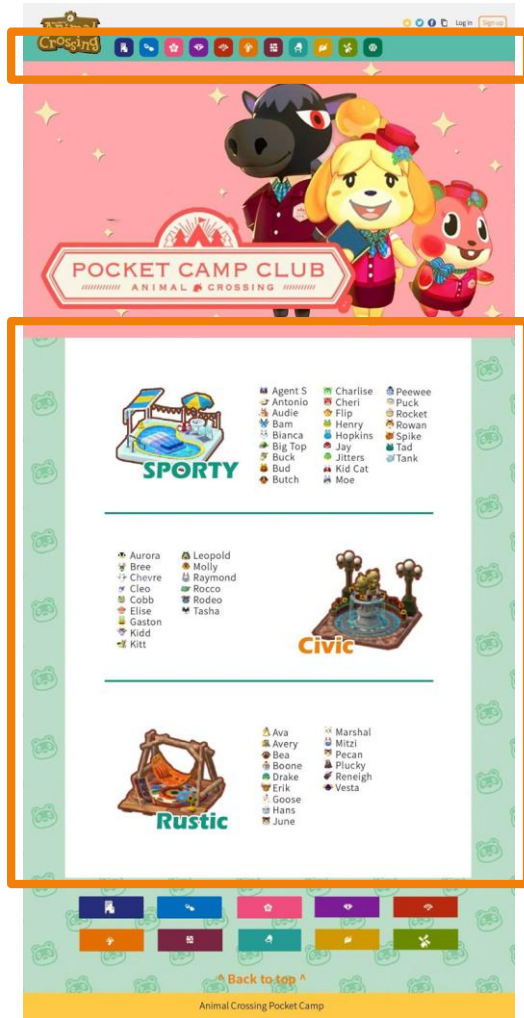 Animal
Crossing
Log in
Sign up
POCKET CAMP CLUB
ANIMAL CROSSING
SPORTY
Agent S
Antonio
Audie
Bam
Bianca
Big Top
Buck
Bud
Butch
Charlise
Cheri
Flip
Henry
Hopkins
Jay
Jitters
Kid Cat
Moe
Peewee
Puck
Rocket
Rowan
Spike
Tad
Tank
Aurora
Bree
Chevre
Cleo
Cobb
Elise
Gaston
Kidd
Kitt
Leopold
Molly
Raymond
Rocco
Rodeo
Tasha
Civic
Rustic
Ava
Avery
Bea
Boone
Drake
Erik
Goose
Hans
June
Marshal
Mitzi
Pecan
Plucky
Reneigh
Vesta
^ Back to top ^
Animal Crossing Pocket Camp